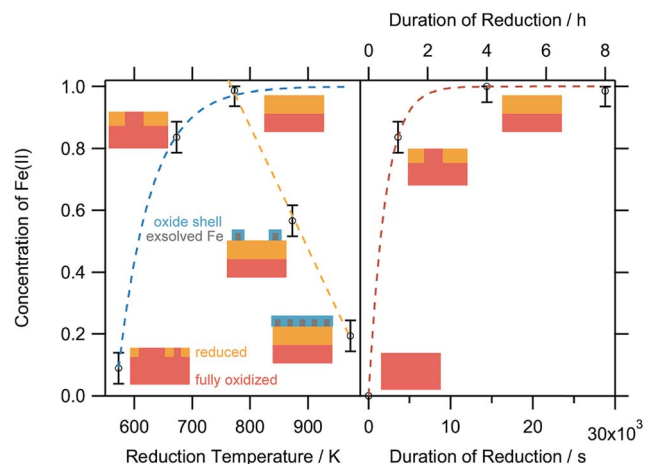 Duration of Reduction / h
0 2 4 6 8
Concentration of Fe(II)
1.0
0.8
0.6
0.4
0.2
0.0
oxide shell
exsolved Fe
reduced
fully oxidized
600 700 800 900
0 10 20 30x10³
Reduction Temperature / K
Duration of Reduction / s